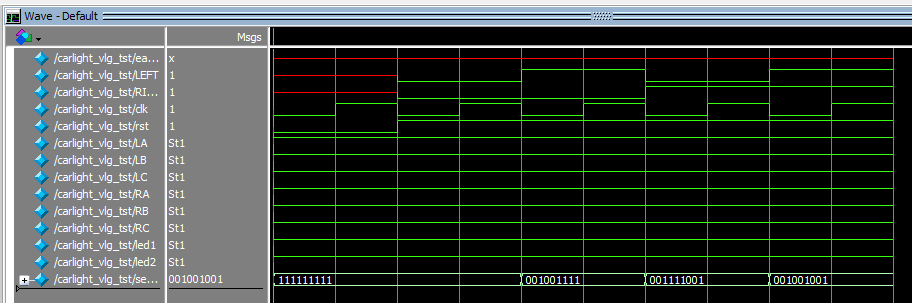 Wave - Default
Msgs
/carlight_vlg_tst/ea... x
/carlight_vlg_tst/LEFT 1
/carlight_vlg_tst/RI... 1
/carlight_vlg_tst/clk 1
/carlight_vlg_tst/rst 1
/carlight_vlg_tst/LA St1
/carlight_vlg_tst/LB St1
/carlight_vlg_tst/LC St1
/carlight_vlg_tst/RA St1
/carlight_vlg_tst/RB St1
/carlight_vlg_tst/RC St1
/carlight_vlg_tst/led1 St1
/carlight_vlg_tst/led2 St1
/carlight_vlg_tst/se... 001001001 111111111 001001111 001111001 001001001